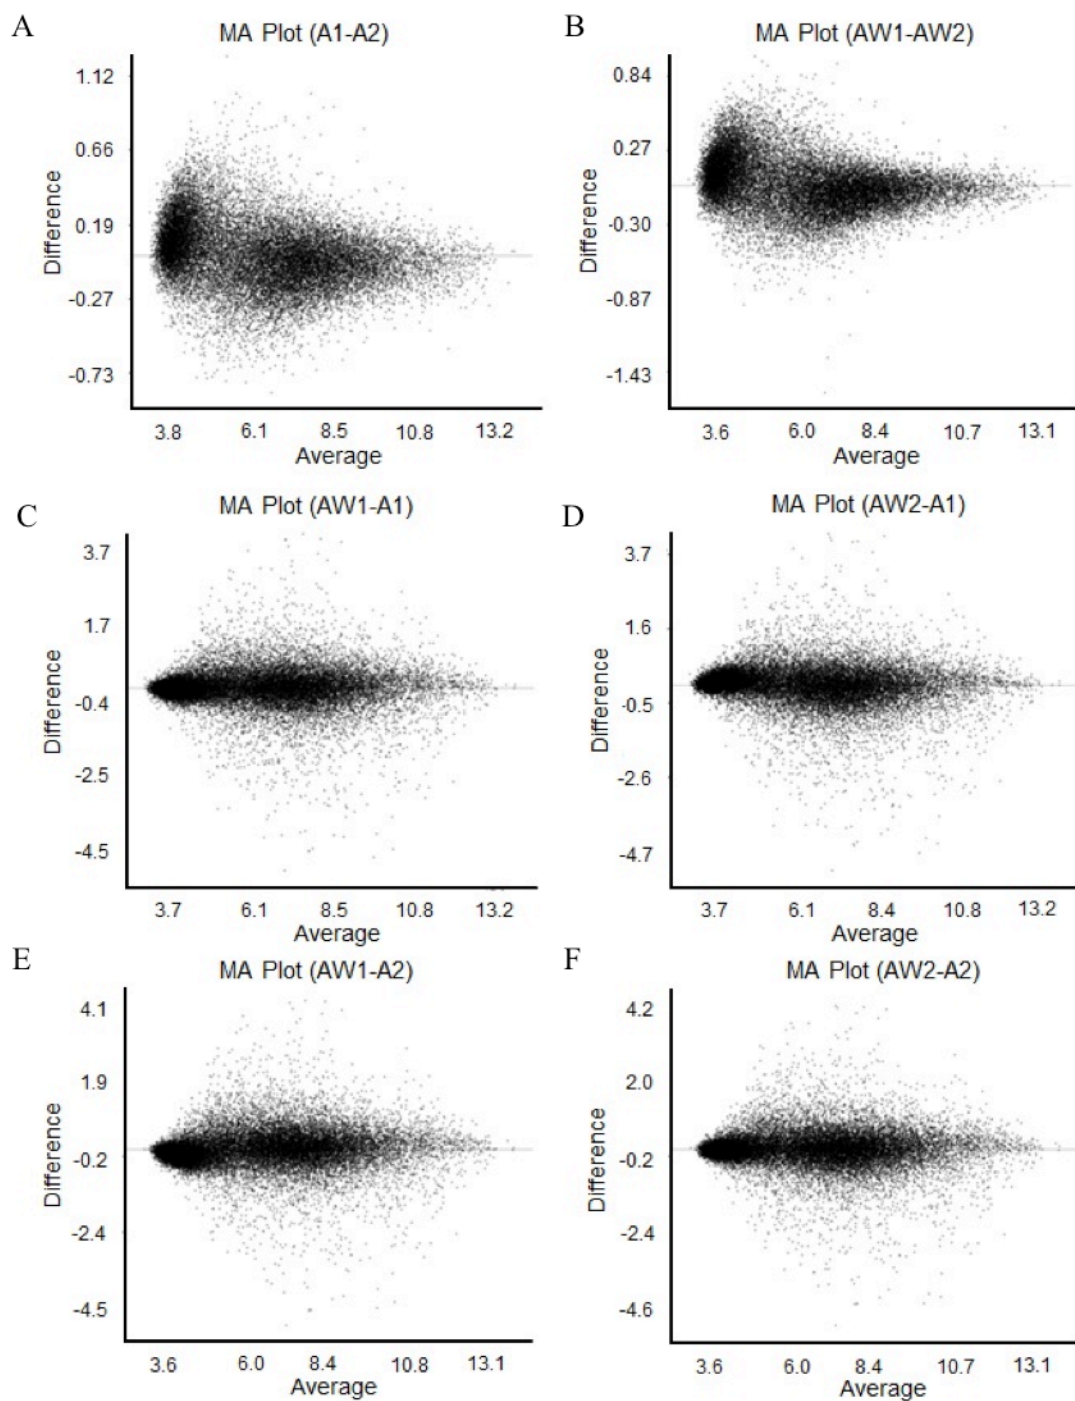 A
MA Plot (A1-A2)
1.12
0.66
0.19
-0.27
-0.73
Difference
3.8 6.1 8.5 10.8 13.2
Average
B
MA Plot (AW1-AW2)
0.84
0.27
-0.30
-0.87
-1.43
Difference
3.6 6.0 8.4 10.7 13.1
Average
C
MA Plot (AW1-A1)
3.7
1.7
-0.4
-2.5
-4.5
Difference
3.7 6.1 8.5 10.8 13.2
Average
D
MA Plot (AW2-A1)
3.7
1.6
-0.5
-2.6
-4.7
Difference
3.7 6.1 8.4 10.8 13.2
Average
E
MA Plot (AW1-A2)
4.1
1.9
-0.2
-2.4
-4.5
Difference
3.6 6.0 8.4 10.8 13.1
Average
F
MA Plot (AW2-A2)
4.2
2.0
-0.2
-2.4
-4.6
Difference
3.6 6.0 8.4 10.7 13.1
Average